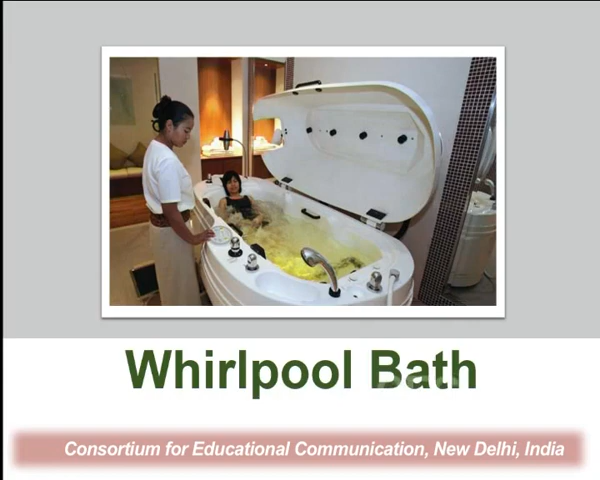 Whirlpool Bath
Consortium for Educational Communication, New Delhi, India